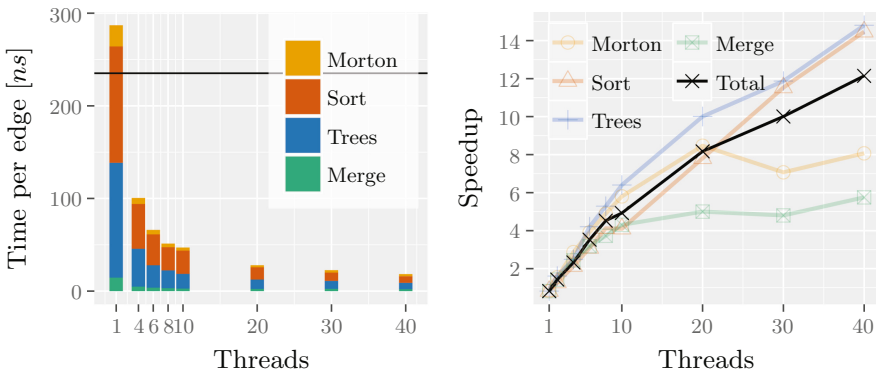 Time per edge [ns]
300
200
100
0
Morton
Sort
Trees
Merge
1 4 6 8 10 20 30 40
Threads
Speedup
14
12
10
8
6
4
2
Morton Merge
Sort Total
Trees
1 10 20 30 40
Threads